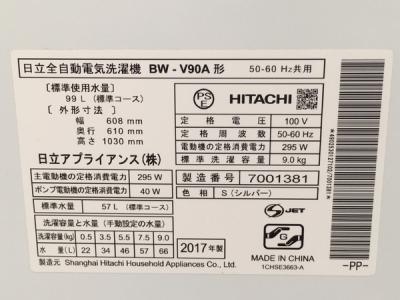 日立全自動電気洗濯機 BW - V90A 形 50-60 Hz共用
[標準使用水量]
99 L (標準コース)
[外形寸法]
幅 608 mm
奥行 610 mm
高さ 1030 mm
日立アプライアンス(株)
PS
E
HITACHI
定格電圧 100 V
定格周波数 50-60 Hz
電動機の定格消費電力 295 W
標準洗濯容量 9.0 kg
主電動機の定格消費電力 295 W
ポンプ電動機の定格消費電力 40 W
製造番号 7001381
標準水量 57 L (標準コース)
色相 S (シルバー)
洗濯容量と水量 (手動設定の水量)
洗濯容量(kg) 0.5 3.5 5.5 7.5 9.0
水量(L) 22 34 46 57 66
2017年製
S JET
G
MADE IN CHINA
1CHSE3663-A
製造元 Shanghai Hitachi Household Appliances Co., Ltd.
-PP-